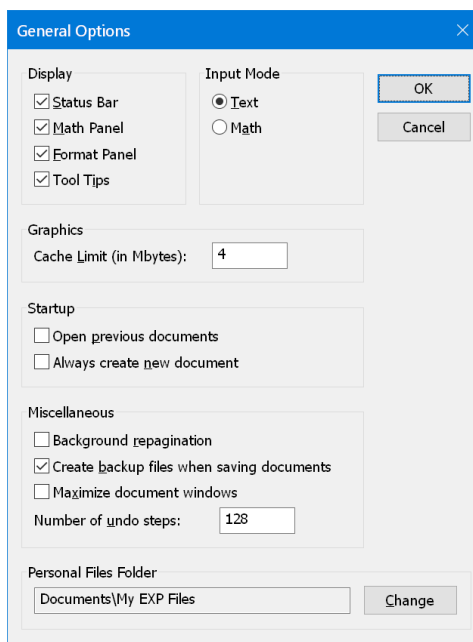 General Options
Display
Status Bar
Math Panel
Format Panel
Tool Tips
Input Mode
Text
Math
OK
Cancel
Graphics
Cache Limit (in Mbytes): 4
Startup
Open previous documents
Always create new document
Miscellaneous
Background repagination
Create backup files when saving documents
Maximize document windows
Number of undo steps: 128
Personal Files Folder
Documents\My EXP Files
Change